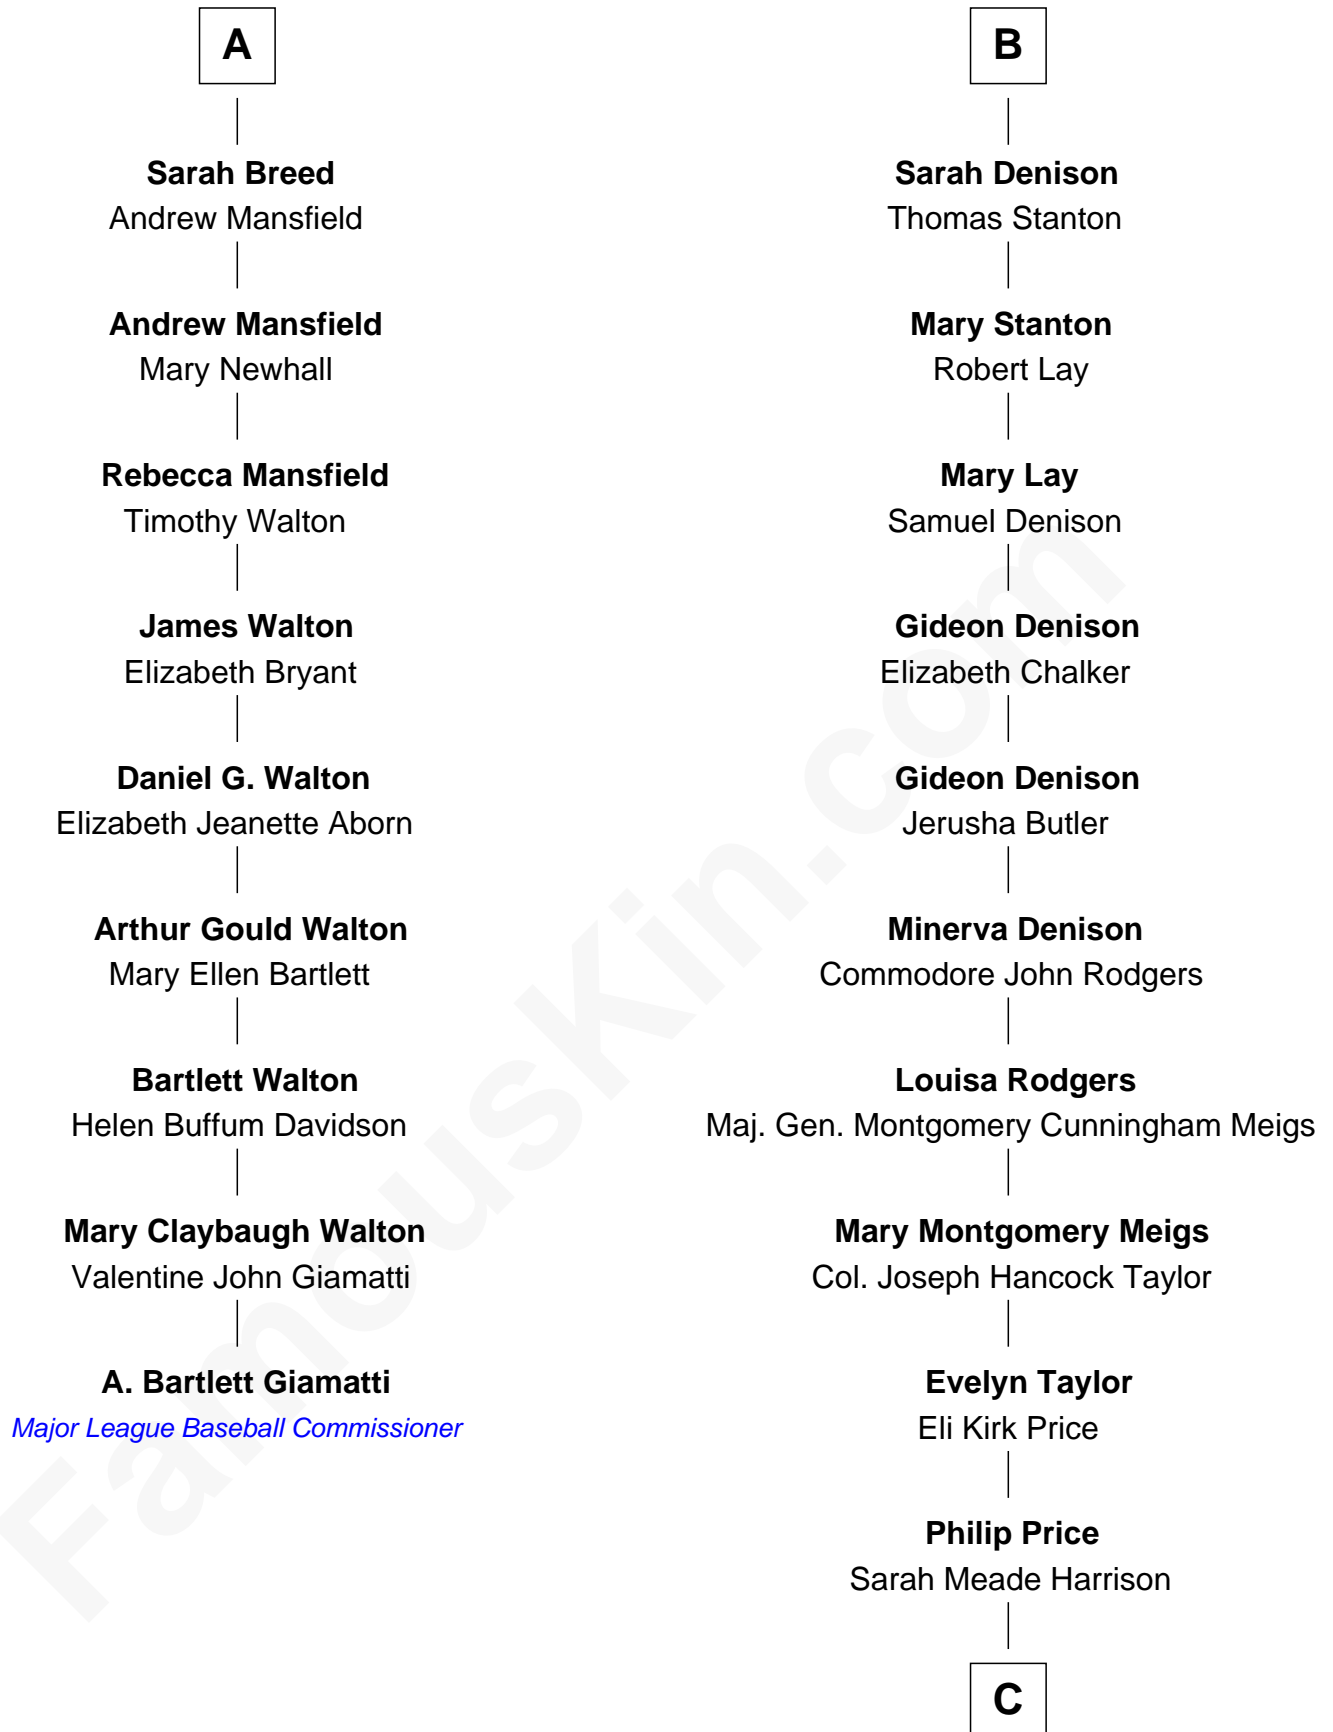 A
Sarah Breed
Andrew Mansfield
Andrew Mansfield
Mary Newhall
Rebecca Mansfield
Timothy Walton
James Walton
Elizabeth Bryant
Daniel G. Walton
Elizabeth Jeanette Aborn
Arthur Gould Walton
Mary Ellen Bartlett
Bartlett Walton
Helen Buffum Davidson
Mary Claybaugh Walton
Valentine John Giamatti
A. Bartlett Giamatti
Major League Baseball Commissioner
B
Sarah Denison
Thomas Stanton
Mary Stanton
Robert Lay
Mary Lay
Samuel Denison
Gideon Denison
Elizabeth Chalker
Gideon Denison
Jerusha Butler
Minerva Denison
Commodore John Rodgers
Louisa Rodgers
Maj. Gen. Montgomery Cunningham Meigs
Mary Montgomery Meigs
Col. Joseph Hancock Taylor
Evelyn Taylor
Eli Kirk Price
Philip Price
Sarah Meade Harrison
C
FamousKin.com